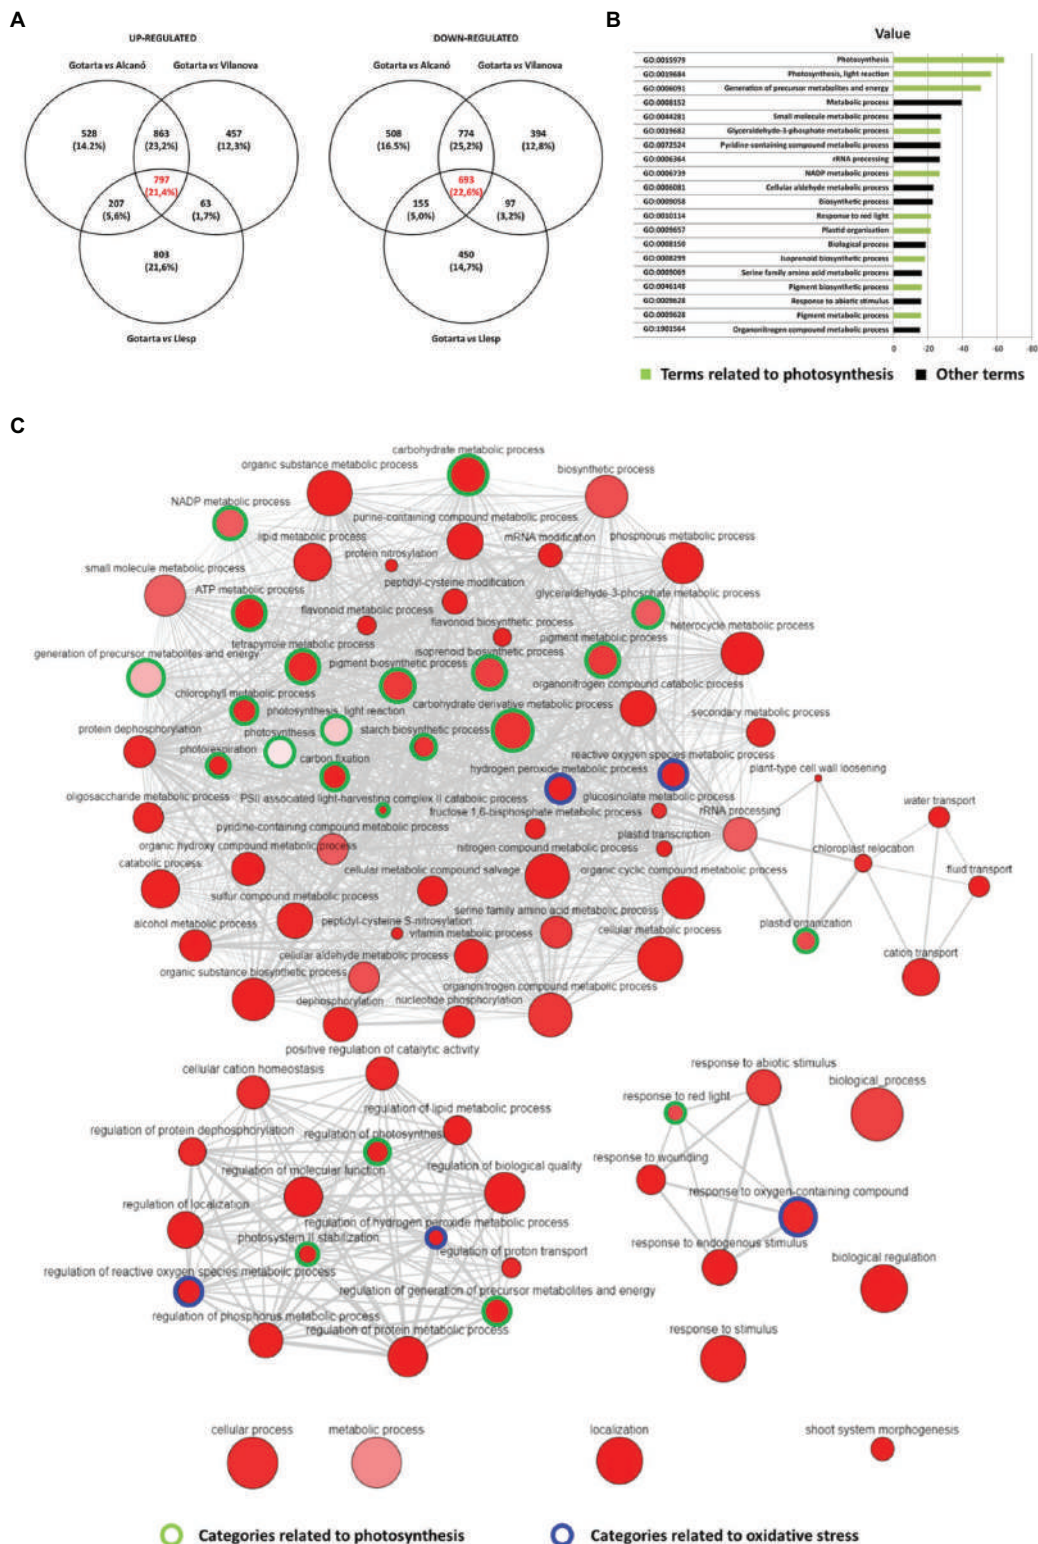 A
UP-REGULATED
Gotarta vs Alcanó
Gotarta vs Vilanova
528
(14.2%)
863
(23,2%)
457
(12,3%)
797
(21,4%)
207
(5,6%)
63
(1,7%)
803
(21,6%)
Gotarta vs Llesp
DOWN-REGULATED
Gotarta vs Alcanó
Gotarta vs Vilanova
508
(16.5%)
774
(25,2%)
394
(12,8%)
693
(22,6%)
155
(5,0%)
97
(3,2%)
450
(14,7%)
Gotarta vs Llesp
B
Value
GO:0015979 Photosynthesis
GO:0019684 Photosynthesis, light reaction
GO:0006091 Generation of precursor metabolites and energy
GO:0008152 Metabolic process
GO:0044281 Small molecule metabolic process
GO:0019682 Glyceraldehyde-3-phosphate metabolic process
GO:0072524 Pyridine-containing compound metabolic process
GO:0006364 rRNA processing
GO:0006739 NADP metabolic process
GO:0006081 Cellular aldehyde metabolic process
GO:0009058 Biosynthetic process
GO:0010114 Response to red light
GO:0009657 Plastid organisation
GO:0008150 Biological process
GO:0008299 Isoprenoid biosynthetic process
GO:0009069 Serine family amino acid metabolic process
GO:0046148 Pigment biosynthetic process
GO:0009628 Response to abiotic stimulus
GO:0009628 Pigment metabolic process
GO:1901564 Organonitrogen compound metabolic process
0 -20 -40 -60 -80
Terms related to photosynthesis
Other terms
C
carbohydrate metabolic process
organic substance metabolic process
biosynthetic process
NADP metabolic process
purine-containing compound metabolic process
lipid metabolic process
mRNA modification
phosphorus metabolic process
protein nitrosylation
small molecule metabolic process
peptidyl-cysteine modification
ATP metabolic process
glyceraldehyde-3-phosphate metabolic process
flavonoid metabolic process
flavonoid biosynthetic process
heterocycle metabolic process
tetrapyrrole metabolic process
pigment metabolic process
generation of precursor metabolites and energy
isoprenoid biosynthetic process
pigment biosynthetic process
organonitrogen compound catabolic process
chlorophyll metabolic process
carbohydrate derivative metabolic process
photosynthesis, light reaction
secondary metabolic process
protein dephosphorylation
photosynthesis
starch biosynthetic process
photorespiration
carbon fixation
reactive oxygen species metabolic process
hydrogen peroxide metabolic process
plant-type cell wall loosening
oligosaccharide metabolic process
PSII associated light-harvesting complex II catabolic process
glucosinolate metabolic process
fructose 1,6-bisphosphate metabolic process
rRNA processing
water transport
pyridine-containing compound metabolic process
plastid transcription
organic hydroxy compound metabolic process
nitrogen compound metabolic process
chloroplast relocation
catabolic process
cellular metabolic compound salvage
organic cyclic compound metabolic process
fluid transport
sulfur compound metabolic process
serine family amino acid metabolic process
alcohol metabolic process
peptidyl-cysteine S-nitrosylation
vitamin metabolic process
cellular metabolic process
plastid organization
cellular aldehyde metabolic process
cation transport
organic substance biosynthetic process
organonitrogen compound metabolic process
dephosphorylation
nucleotide phosphorylation
positive regulation of catalytic activity
cellular cation homeostasis
regulation of lipid metabolic process
regulation of protein dephosphorylation
regulation of photosynthesis
regulation of molecular function
regulation of biological quality
regulation of localization
regulation of hydrogen peroxide metabolic process
photosystem II stabilization
regulation of proton transport
regulation of reactive oxygen species metabolic process
regulation of generation of precursor metabolites and energy
regulation of phosphorus metabolic process
regulation of protein metabolic process
response to abiotic stimulus
biological_process
response to red light
response to wounding
response to oxygen-containing compound
response to endogenous stimulus
biological regulation
response to stimulus
cellular process
metabolic process
localization
shoot system morphogenesis
Categories related to photosynthesis
Categories related to oxidative stress